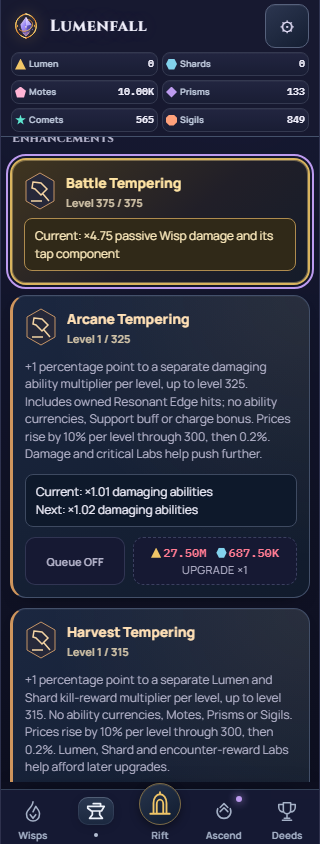 LUMENFALL
Lumen 0
Shards 0
Motes 10.00K
Prisms 133
Comets 565
Sigils 849
ENHANCEMENTS
Battle Tempering
Level 375 / 375
Current: ×4.75 passive Wisp damage and its
tap component
Arcane Tempering
Level 1 / 325
+1 percentage point to a separate damaging
ability multiplier per level, up to level 325.
Includes owned Resonant Edge hits; no ability
currencies, Support buff or charge bonus. Prices
rise by 10% per level through 300, then 0.2%.
Damage and critical Labs help push further.
Current: ×1.01 damaging abilities
Next: ×1.02 damaging abilities
Queue OFF
27.50M 687.50K
UPGRADE ×1
Harvest Tempering
Level 1 / 315
+1 percentage point to a separate Lumen and
Shard kill-reward multiplier per level, up to level
315. No ability currencies, Motes, Prisms or Sigils.
Prices rise by 10% per level through 300, then
0.2%. Lumen, Shard and encounter-reward Labs
help afford later upgrades.
Wisps
Rift
Ascend
Deeds